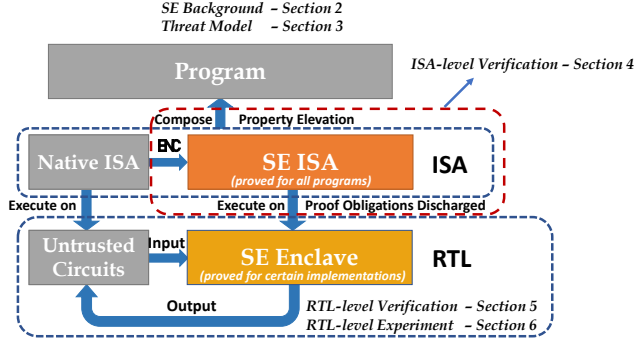 SE Background – Section 2
Threat Model – Section 3
Program
ISA-level Verification – Section 4
Compose Property Elevation
Native ISA
ENC
SE ISA
(proved for all programs)
ISA
Execute on
Execute on Proof Obligations Discharged
Untrusted
Circuits
Input
SE Enclave
(proved for certain implementations)
RTL
Output
RTL-level Verification – Section 5
RTL-level Experiment – Section 6